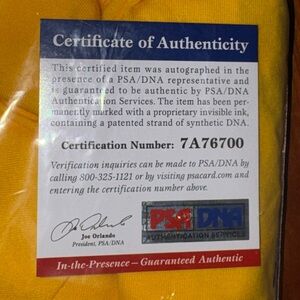 Certificate of Authenticity
This certified item was autographed in the
presence of a PSA/DNA representative and
is guaranteed to be authentic by PSA/DNA
Authentication Services. The item has been per-
manently marked with a proprietary invisible ink,
containing a patented strand of synthetic DNA.
Certification Number: 7A76700
Verification inquiries can be made to PSA/DNA by
calling 800-325-1121 or by visiting psacard.com and
entering the certification number above.
Joe Orlando
President, PSA/DNA
PSA DNA
AUTHENTICATION SERVICES
In-the-Presence — Guaranteed Authentic